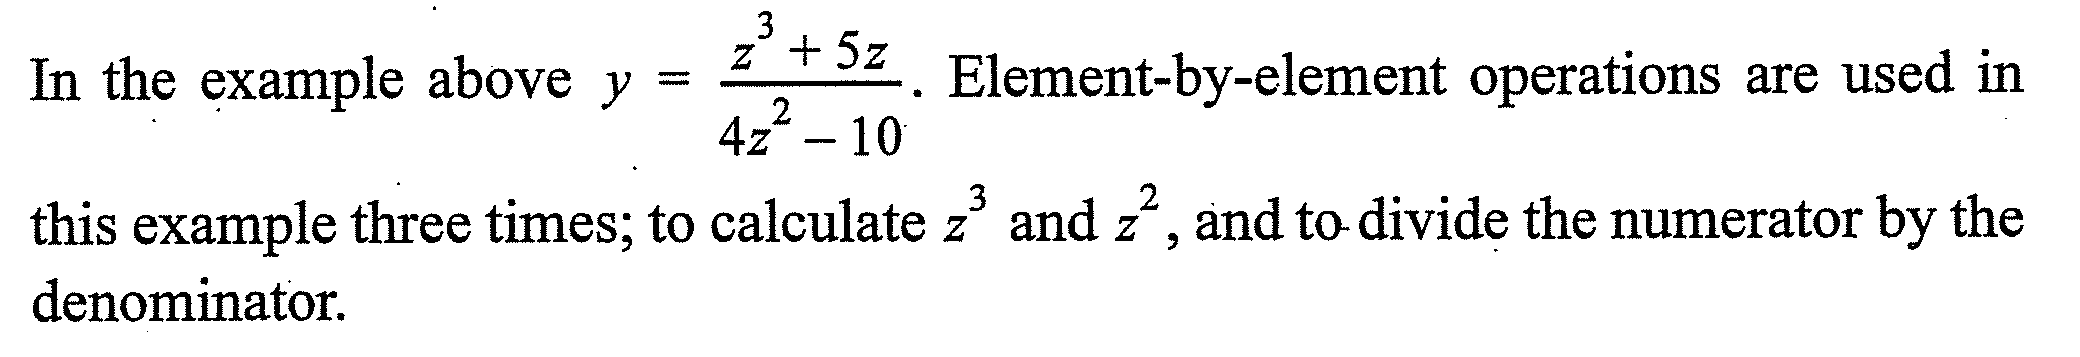 In the example above y = \frac{z^3 + 5z}{4z^2 - 10}. Element-by-element operations are used in
this example three times; to calculate z^3 and z^2, and to divide the numerator by the
denominator.